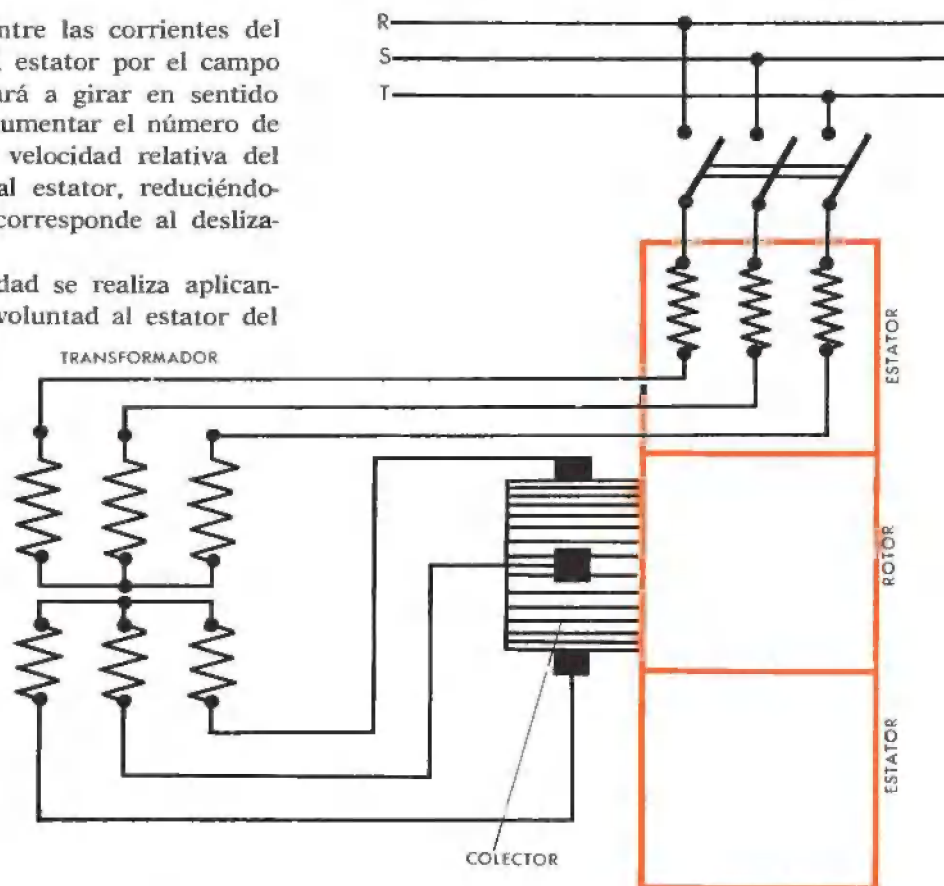 ntre las corrientes del
estator por el campo
ará a girar en sentido
umentar el número de
velocidad relativa del
al estator, reduciéndo-
corresponde al desliza-
dad se realiza aplican-
voluntad al estator del
TRANSFORMADOR
R
S
T
ESTATOR
ROTOR
ESTATOR
COLECTOR